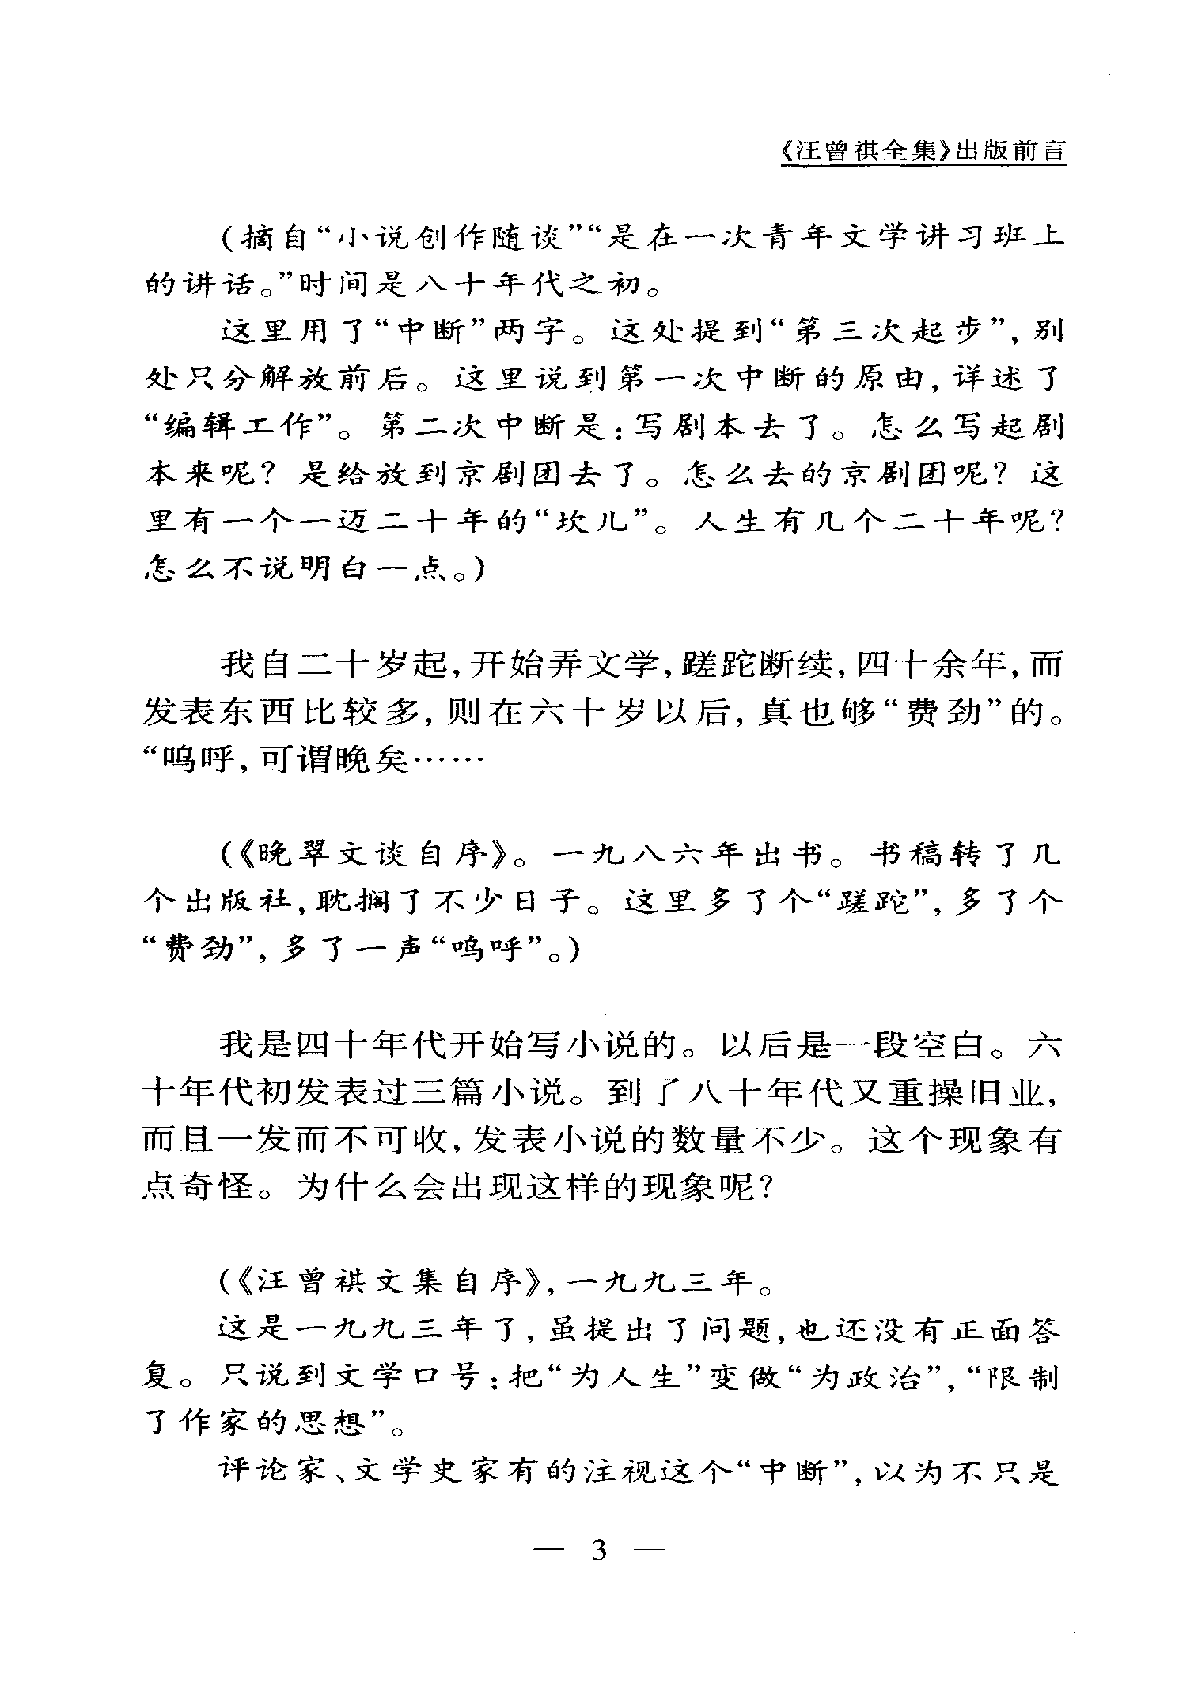 《汪曾祺全集》出版前言
(摘自“小说创作随谈”“是在一次青年文学讲习班上
的讲话。”时间是八十年代之初。
这里用了“中断”两字。这处提到“第三次起步”,别
处只分解放前后。这里说到第一次中断的原由,详述了
“编辑工作”。第二次中断是:写剧本去了。怎么写起剧
本来呢?是给放到京剧团去了。怎么去的京剧团呢?这
里有一个一迈二十年的“坎儿”。人生有几个二十年呢?
怎么不说明白一点。)
我自二十岁起,开始弄文学,蹉跎断续,四十余年,而
发表东西比较多,则在六十岁以后,真也够“费劲”的。
“呜呼,可谓晚矣……
(《晚翠文谈自序》。一九八六年出书。书稿转了几
个出版社,耽搁了不少日子。这里多了个“蹉跎”,多了个
“费劲”,多了一声“呜呼”。)
我是四十年代开始写小说的。以后是一段空白。六
十年代初发表过三篇小说。到了八十年代又重操旧业,
而且一发而不可收,发表小说的数量不少。这个现象有
点奇怪。为什么会出现这样的现象呢?
(《汪曾祺文集自序》,一九九三年。
这是一九九三年了,虽提出了问题,也还没有正面答
复。只说到文学口号:把“为人生”变做“为政治”,“限制
了作家的思想”。
评论家、文学史家有的注视这个“中断”,以为不只是
— 3 —